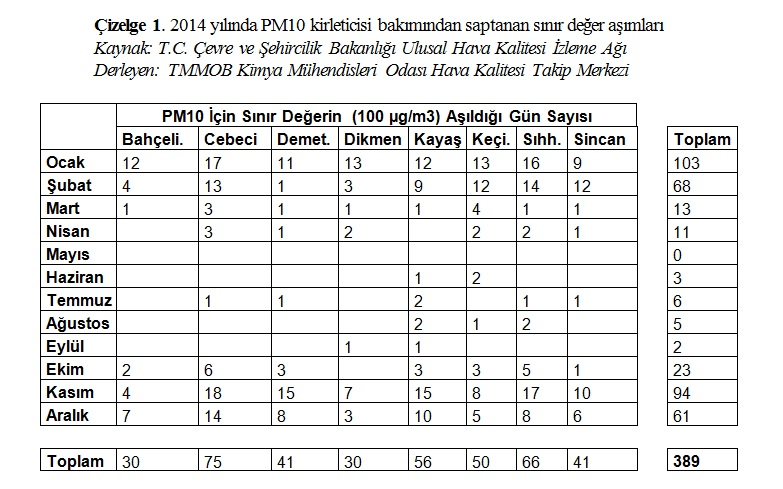 Çizelge 1. 2014 yılında PM10 kirleticisi bakımından saptanan sınır değer aşımları
Kaynak: T.C. Çevre ve Şehircilik Bakanlığı Ulusal Hava Kalitesi İzleme Ağı
Derleyen: TMMOB Kimya Mühendisleri Odası Hava Kalitesi Takip Merkezi
PM10 İçin Sınır Değerin (100 µg/m3) Aşıldığı Gün Sayısı
Bahçeli. Cebeci Demet. Dikmen Kayaş Keçi. Sıhh. Sincan Toplam
Ocak 12 17 11 13 12 13 16 9 103
Şubat 4 13 1 3 9 12 14 12 68
Mart 1 3 1 1 1 4 1 1 13
Nisan 3 1 2 2 2 1 11
Mayıs 0
Haziran 1 2 3
Temmuz 1 1 2 1 1 6
Ağustos 2 1 2 5
Eylül 1 1 2
Ekim 2 6 3 3 3 5 1 23
Kasım 4 18 15 7 15 8 17 10 94
Aralık 7 14 8 3 10 5 8 6 61
Toplam 30 75 41 30 56 50 66 41 389